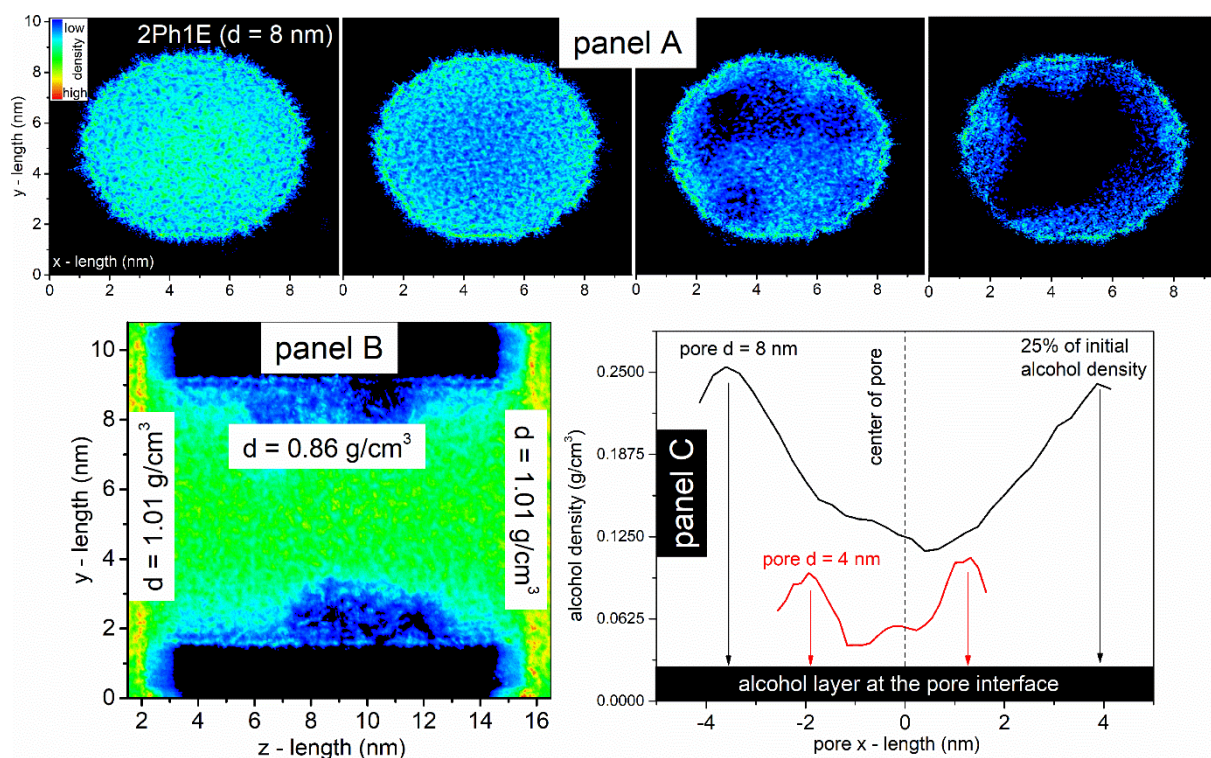 2Ph1E (d = 8 nm)
panel A
low
density
high
10
8
6
4
2
0
y - length (nm)
x - length (nm)
0 2 4 6 8
0 2 4 6 8
0 2 4 6 8
0 2 4 6 8
panel B
d = 1.01 g/cm³
d = 0.86 g/cm³
d = 1.01 g/cm³
10
8
6
4
2
0
y - length (nm)
2 4 6 8 10 12 14 16
z - length (nm)
panel C
pore d = 8 nm
center of pore
25% of initial
alcohol density
pore d = 4 nm
alcohol layer at the pore interface
0.2500
0.1875
0.1250
0.0625
0.0000
alcohol density (g/cm³)
-4 -2 0 2 4
pore x - length (nm)